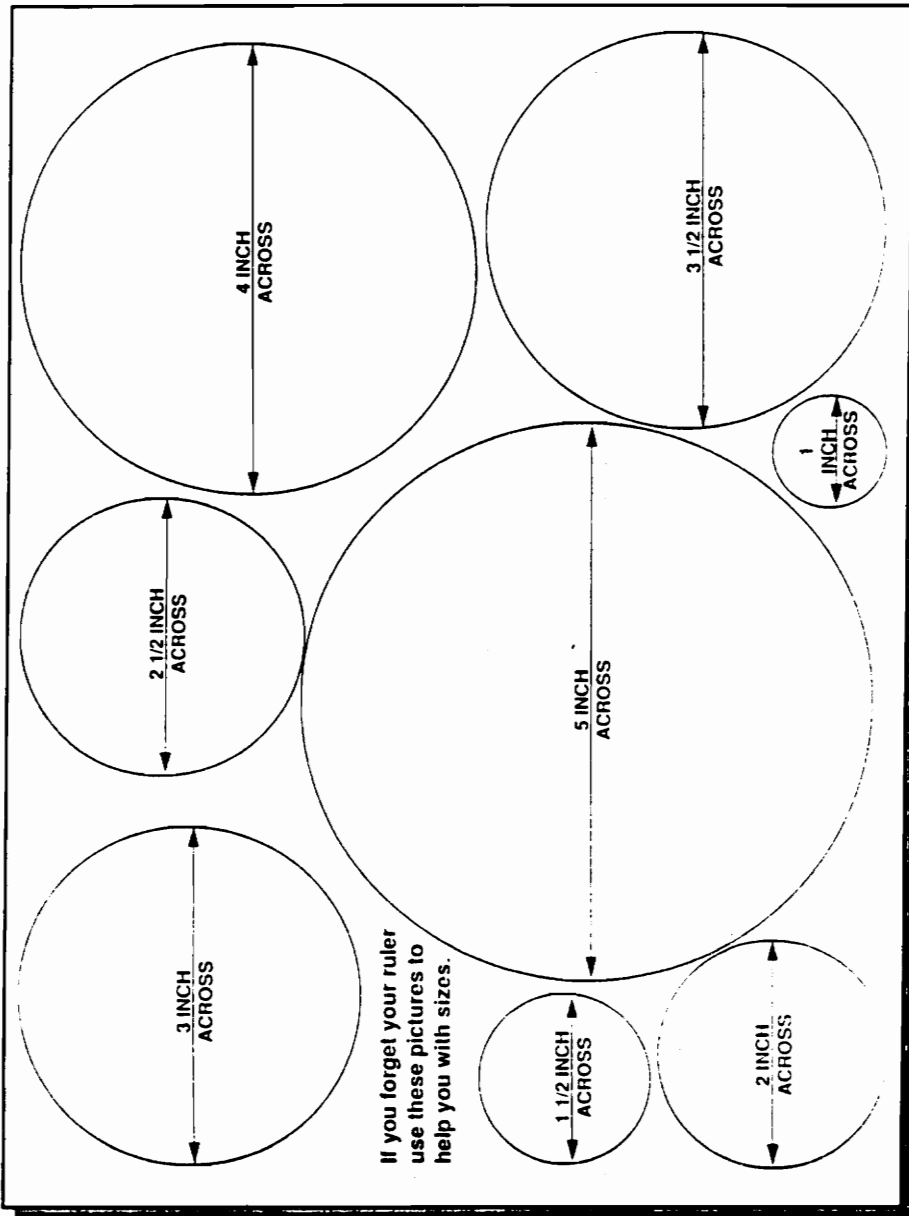 3 INCH
ACROSS
2 1/2 INCH
ACROSS
4 INCH
ACROSS
If you forget your ruler
use these pictures to
help you with sizes.
1 1/2 INCH
ACROSS
5 INCH
ACROSS
3 1/2 INCH
ACROSS
2 INCH
ACROSS
1
INCH
ACROSS